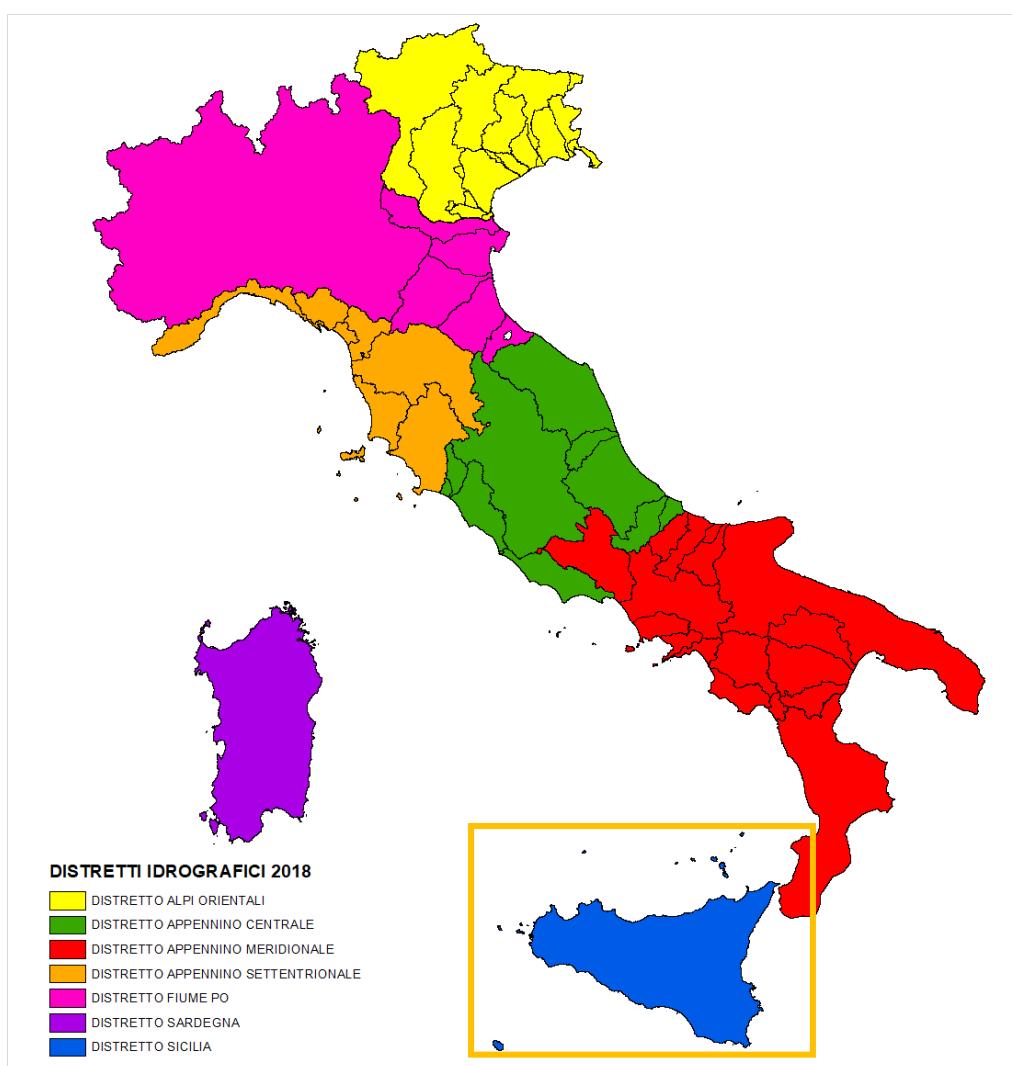 DISTRETTI IDROGRAFICI 2018
DISTRETTO ALPI ORIENTALI
DISTRETTO APPENNINO CENTRALE
DISTRETTO APPENNINO MERIDIONALE
DISTRETTO APPENNINO SETTENTRIONALE
DISTRETTO FIUME PO
DISTRETTO SARDEGNA
DISTRETTO SICILIA